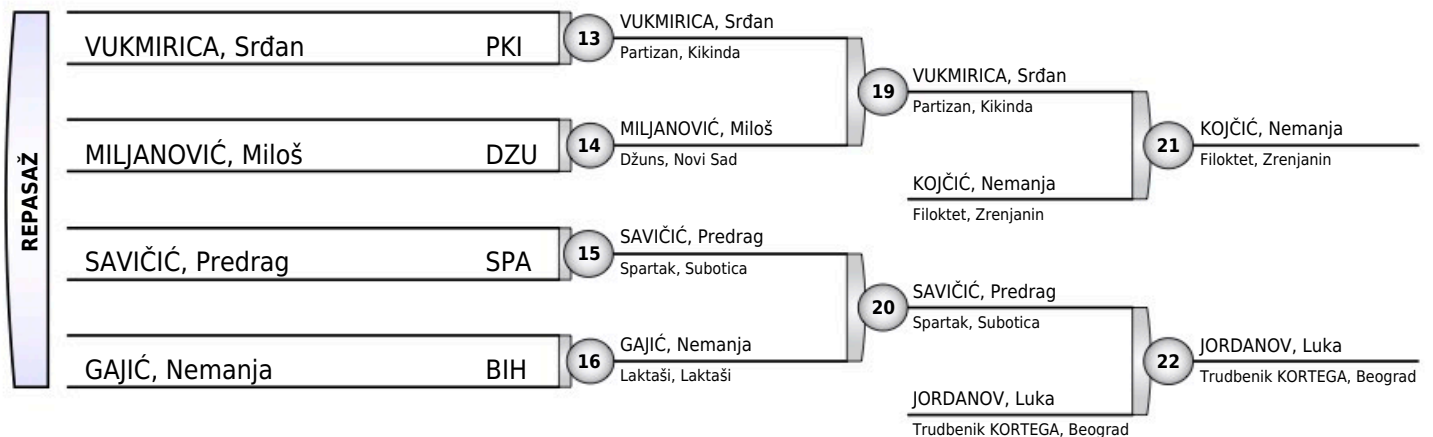 REPASAŽ
VUKMIRICA, Srđan PKI
MILJANOVIĆ, Miloš DZU
SAVIČIĆ, Predrag SPA
GAJIĆ, Nemanja BIH
13
VUKMIRICA, Srđan
Partizan, Kikinda
14
MILJANOVIĆ, Miloš
Džuns, Novi Sad
15
SAVIČIĆ, Predrag
Spartak, Subotica
16
GAJIĆ, Nemanja
Laktaši, Laktaši
19
VUKMIRICA, Srđan
Partizan, Kikinda
KOJČIĆ, Nemanja
Filoktet, Zrenjanin
20
SAVIČIĆ, Predrag
Spartak, Subotica
JORDANOV, Luka
Trudbenik KORTEGA, Beograd
21
KOJČIĆ, Nemanja
Filoktet, Zrenjanin
22
JORDANOV, Luka
Trudbenik KORTEGA, Beograd